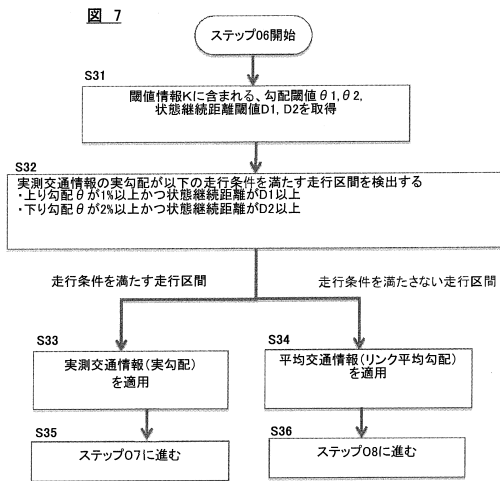 図 7
ステップ06開始
S31
閾値情報Kに含まれる、勾配閾値θ1,θ2,
状態継続距離閾値D1, D2を取得
S32
実測交通情報の実勾配が以下の走行条件を満たす走行区間を検出する
・上り勾配θが1%以上かつ状態継続距離がD1以上
・下り勾配θが2%以上かつ状態継続距離がD2以上
走行条件を満たす走行区間
走行条件を満たさない走行区間
S33
実測交通情報(実勾配)
を適用
S34
平均交通情報(リンク平均勾配)
を適用
S35
ステップ07に進む
S36
ステップ08に進む